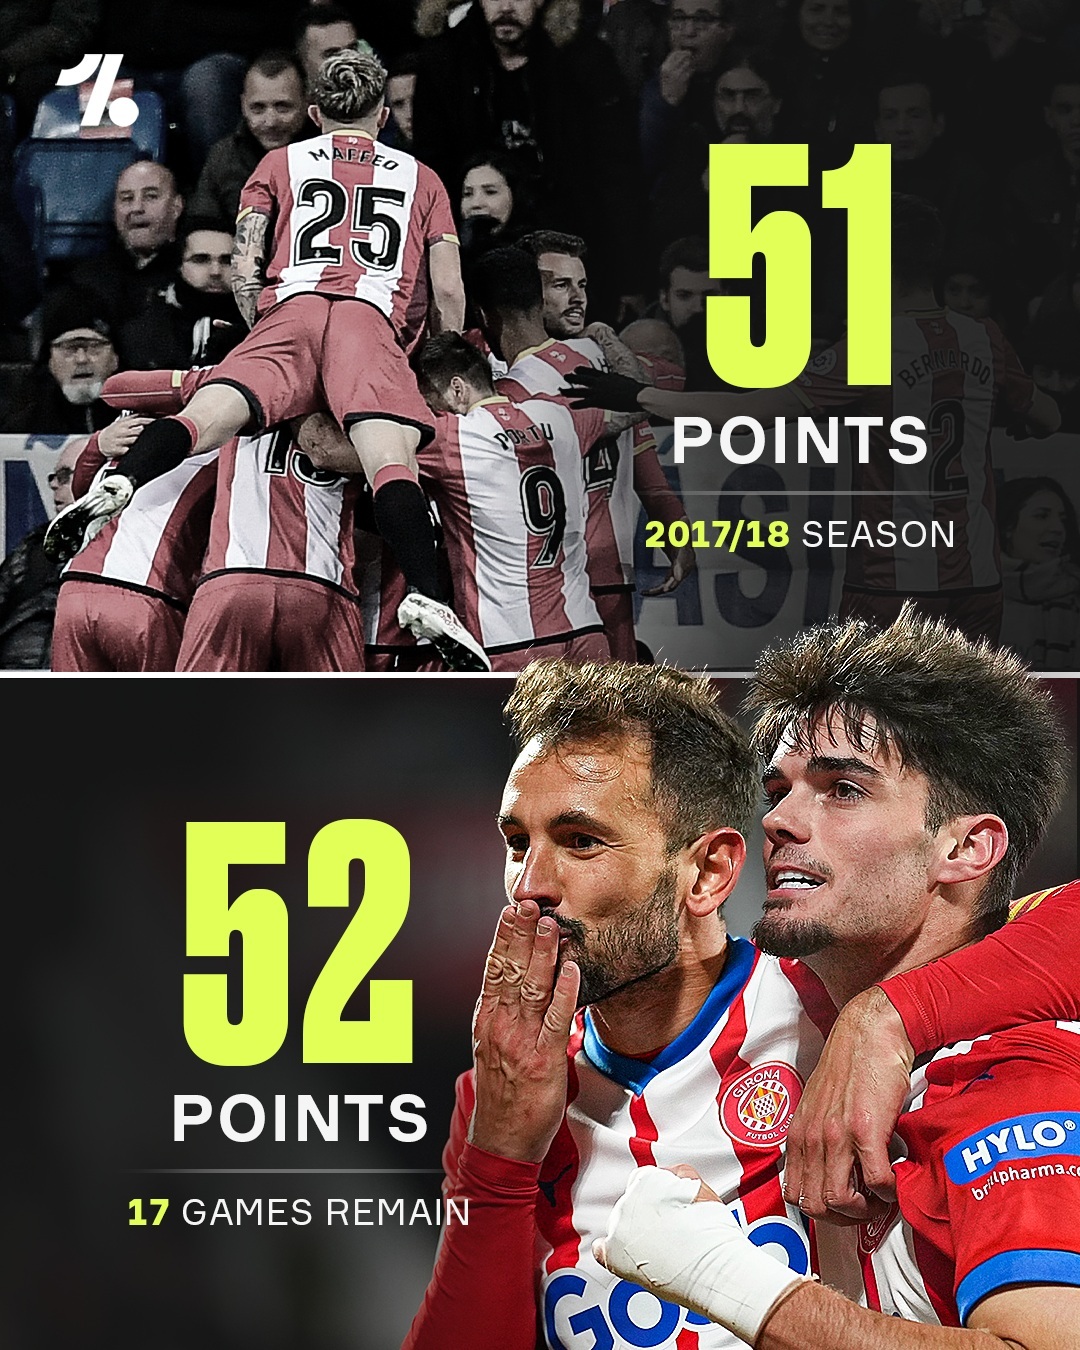 MAFFEO
25
51
POINTS
2017/18 SEASON
BERNARDO
2
PORTU
9
52
POINTS
17 GAMES REMAIN
GIRONA
FUTBOL CLUB
HYLO®